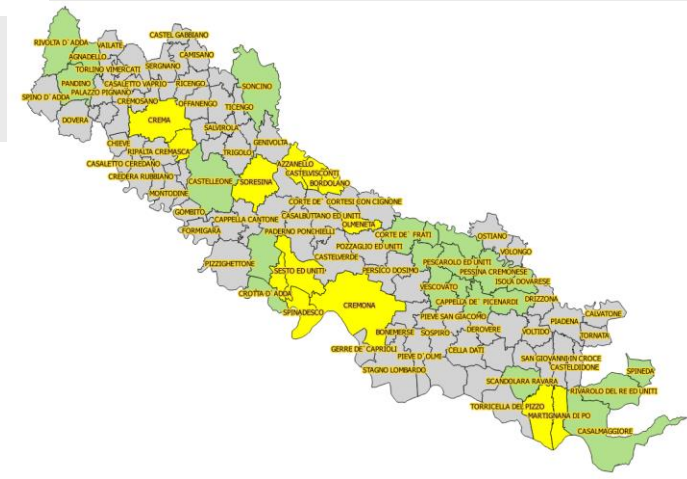 CASTEL GABBIANO
RIVOLTA D`ADDA
VAILATE
AGNADELLO
CAMISANO
TORLINO VIMERCATI
SERGNANO
PANDINO
CASALETTO VAPRIO
RICENGO
SONCINO
PALAZZO PIGNANO
SPINO D`ADDA
CREMOSANO
OFFANENGO
TICENGO
DOVERA
CREMA
SALVIROLA
CHIEVE
GENIVOLTA
RIPALTA CREMASCA
TRIGOLO
CASALETTO CEREDANO
AZZANELLO
CREDERA RUBBIANO
CASTELVISCONTI
CASTELLEONE
SORESINA
BORDOLANO
MONTODINE
CORTE DE` CORTESI CON CIGNONE
GOMBITO
CAPPELLA CANTONE
CASALBUTTANO ED UNITI
OLMENETA
FORMIGARA
PADERNO PONCHIELLI
CORTE DE` FRATI
OSTIANO
POZZAGLIO ED UNITI
VOLONGO
CASTELVERDE
PIZZIGHETTONE
PESCAROLO ED UNITI
SESTO ED UNITI
PERSICO DOSIMO
PESSINA CREMONESE
ISOLA DOVARESE
VESCOVATO
CROTTA D`ADDA
CREMONA
CAPPELLA DE` PICENARDI
DRIZZONA
SPINADESCO
PIEVE SAN GIACOMO
CALVATONE
PIADENA
BONEMERSE
SOSPIRO
DEROVERE
VOLTIDO
TORNATA
GERRE DE` CAPRIOLI
CELLA DATI
PIEVE D`OLMI
SAN GIOVANNI IN CROCE
STAGNO LOMBARDO
CASTELDIDONE
SPINEDA
SCANDOLARA RAVARA
RIVAROLO DEL RE ED UNITI
TORRICELLA DEL PIZZO
MARTIGNANA DI PO
CASALMAGGIORE